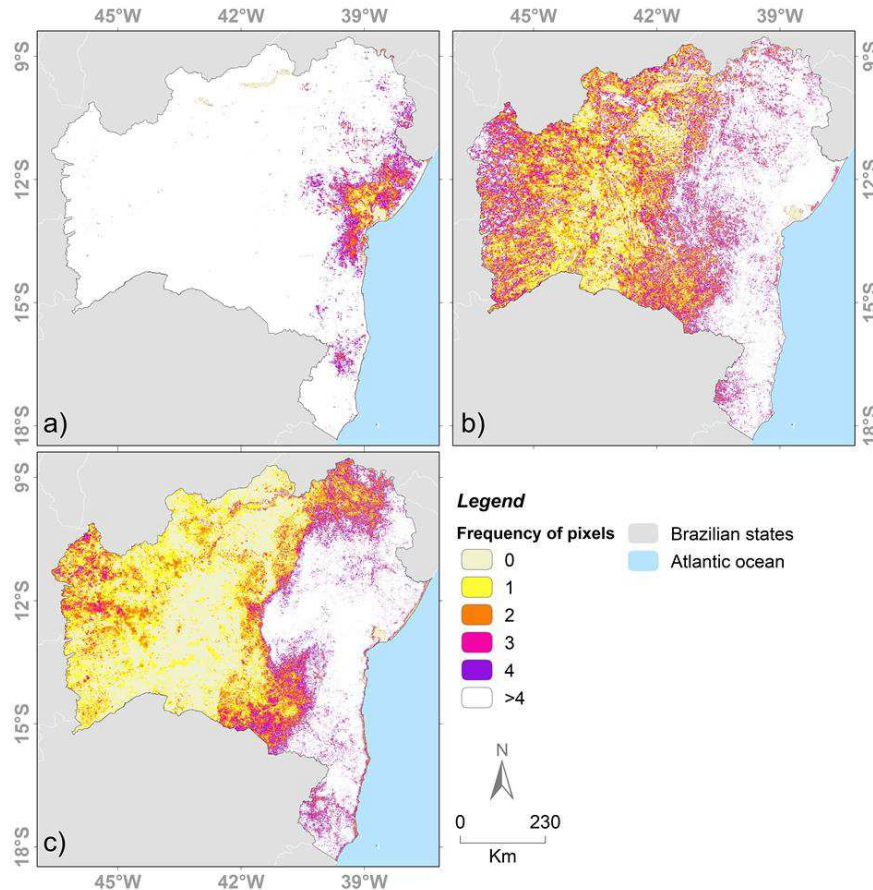 45°W 42°W 39°W 45°W 42°W 39°W
9°S 9°S
12°S 12°S
15°S 15°S
18°S 18°S
a) b)
9°S
12°S
15°S
18°S
c)
45°W 42°W 39°W
Legend
Frequency of pixels
0
1
2
3
4
>4
Brazilian states
Atlantic ocean
N
0 230
Km